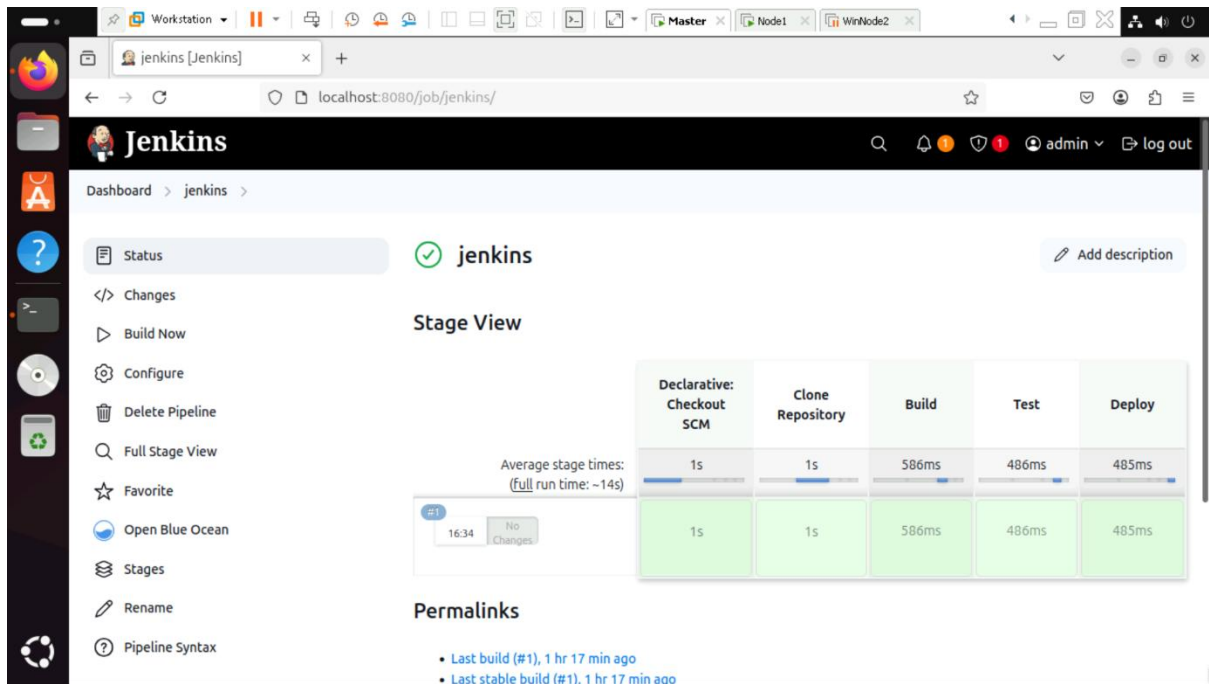 Workstation
Master
Node1
WinNode2
jenkins [Jenkins]
localhost:8080/job/jenkins/
Jenkins
1
1
admin
log out
Dashboard > jenkins >
Status
Changes
Build Now
Configure
Delete Pipeline
Full Stage View
Favorite
Open Blue Ocean
Stages
Rename
Pipeline Syntax
jenkins
Add description
Stage View
Declarative:
Checkout
SCM
Clone
Repository
Build
Test
Deploy
Average stage times:
(full run time: ~14s)
1s
1s
586ms
486ms
485ms
#1
16:34
No
Changes
1s
1s
586ms
486ms
485ms
Permalinks
Last build (#1), 1 hr 17 min ago
Last stable build (#1), 1 hr 17 min ago